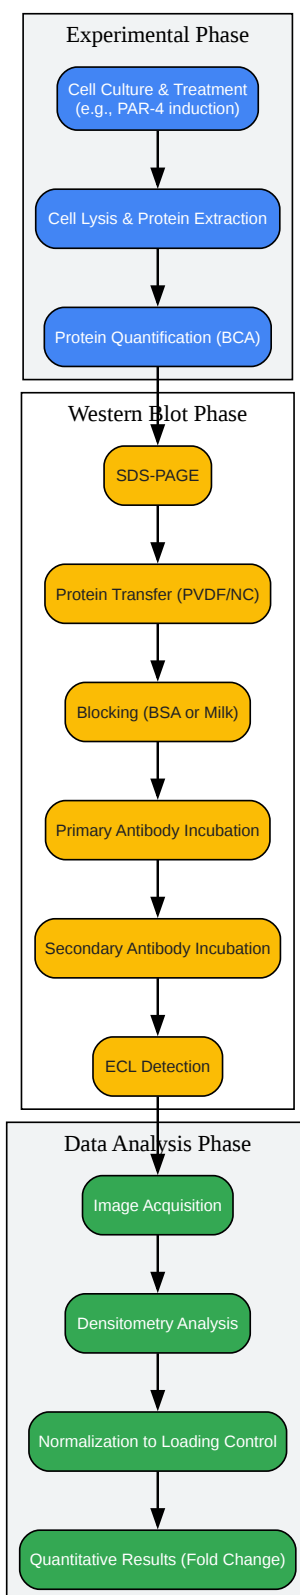 Experimental Phase
Cell Culture & Treatment
(e.g., PAR-4 induction)
Cell Lysis & Protein Extraction
Protein Quantification (BCA)
Western Blot Phase
SDS-PAGE
Protein Transfer (PVDF/NC)
Blocking (BSA or Milk)
Primary Antibody Incubation
Secondary Antibody Incubation
ECL Detection
Data Analysis Phase
Image Acquisition
Densitometry Analysis
Normalization to Loading Control
Quantitative Results (Fold Change)